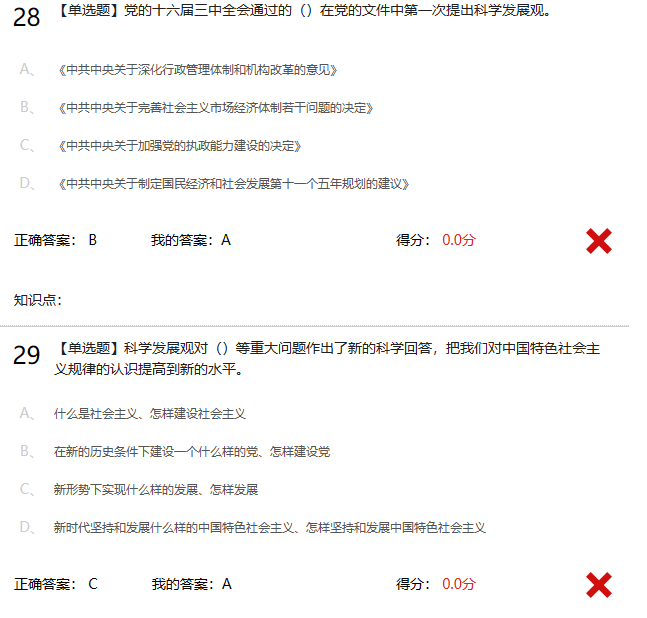 28 【单选题】党的十六届三中全会通过的（）在党的文件中第一次提出科学发展观。
A、 《中共中央关于深化行政管理体制和机构改革的意见》
B、 《中共中央关于完善社会主义市场经济体制若干问题的决定》
C、 《中共中央关于加强党的执政能力建设的决定》
D、 《中共中央关于制定国民经济和社会发展第十一个五年规划的建议》
正确答案： B 我的答案：A 得分： 0.0分
知识点：
29 【单选题】科学发展观对（）等重大问题作出了新的科学回答，把我们对中国特色社会主
义规律的认识提高到新的水平。
A、 什么是社会主义、怎样建设社会主义
B、 在新的历史条件下建设一个什么样的党、怎样建设党
C、 新形势下实现什么样的发展、怎样发展
D、 新时代坚持和发展什么样的中国特色社会主义、怎样坚持和发展中国特色社会主义
正确答案： C 我的答案：A 得分： 0.0分